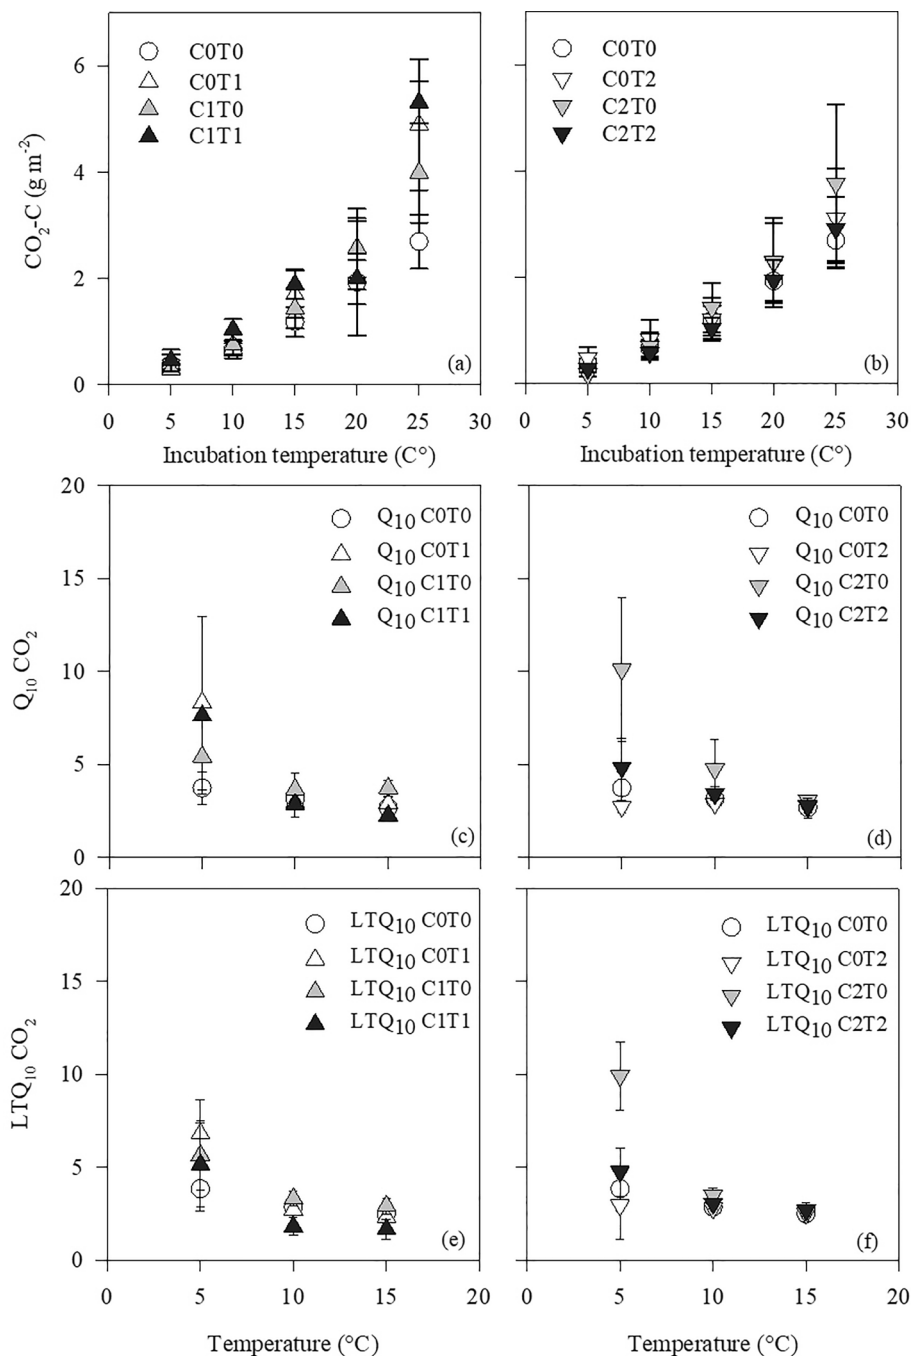 6
4
2
0
CO2-C (g m-2)
C0T0
C0T1
C1T0
C1T1
(a)
0 5 10 15 20 25 30
Incubation temperature (C°)
C0T0
C0T2
C2T0
C2T2
(b)
0 5 10 15 20 25 30
Incubation temperature (C°)
20
15
10
5
0
Q10 CO2
Q10 C0T0
Q10 C0T1
Q10 C1T0
Q10 C1T1
(c)
Q10 C0T0
Q10 C0T2
Q10 C2T0
Q10 C2T2
(d)
20
15
10
5
0
LTQ10 CO2
LTQ10 C0T0
LTQ10 C0T1
LTQ10 C1T0
LTQ10 C1T1
(e)
0 5 10 15 20
Temperature (°C)
LTQ10 C0T0
LTQ10 C0T2
LTQ10 C2T0
LTQ10 C2T2
(f)
0 5 10 15 20
Temperature (°C)